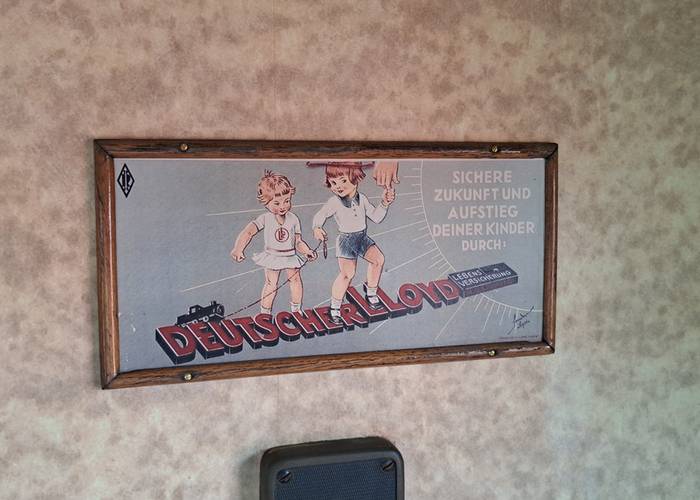 SICHERE
ZUKUNFT UND
AUFSTIEG
DEINER KINDER
DURCH:
LEBENS
VERSICHERUNG
DEUTSCHER LLOYD